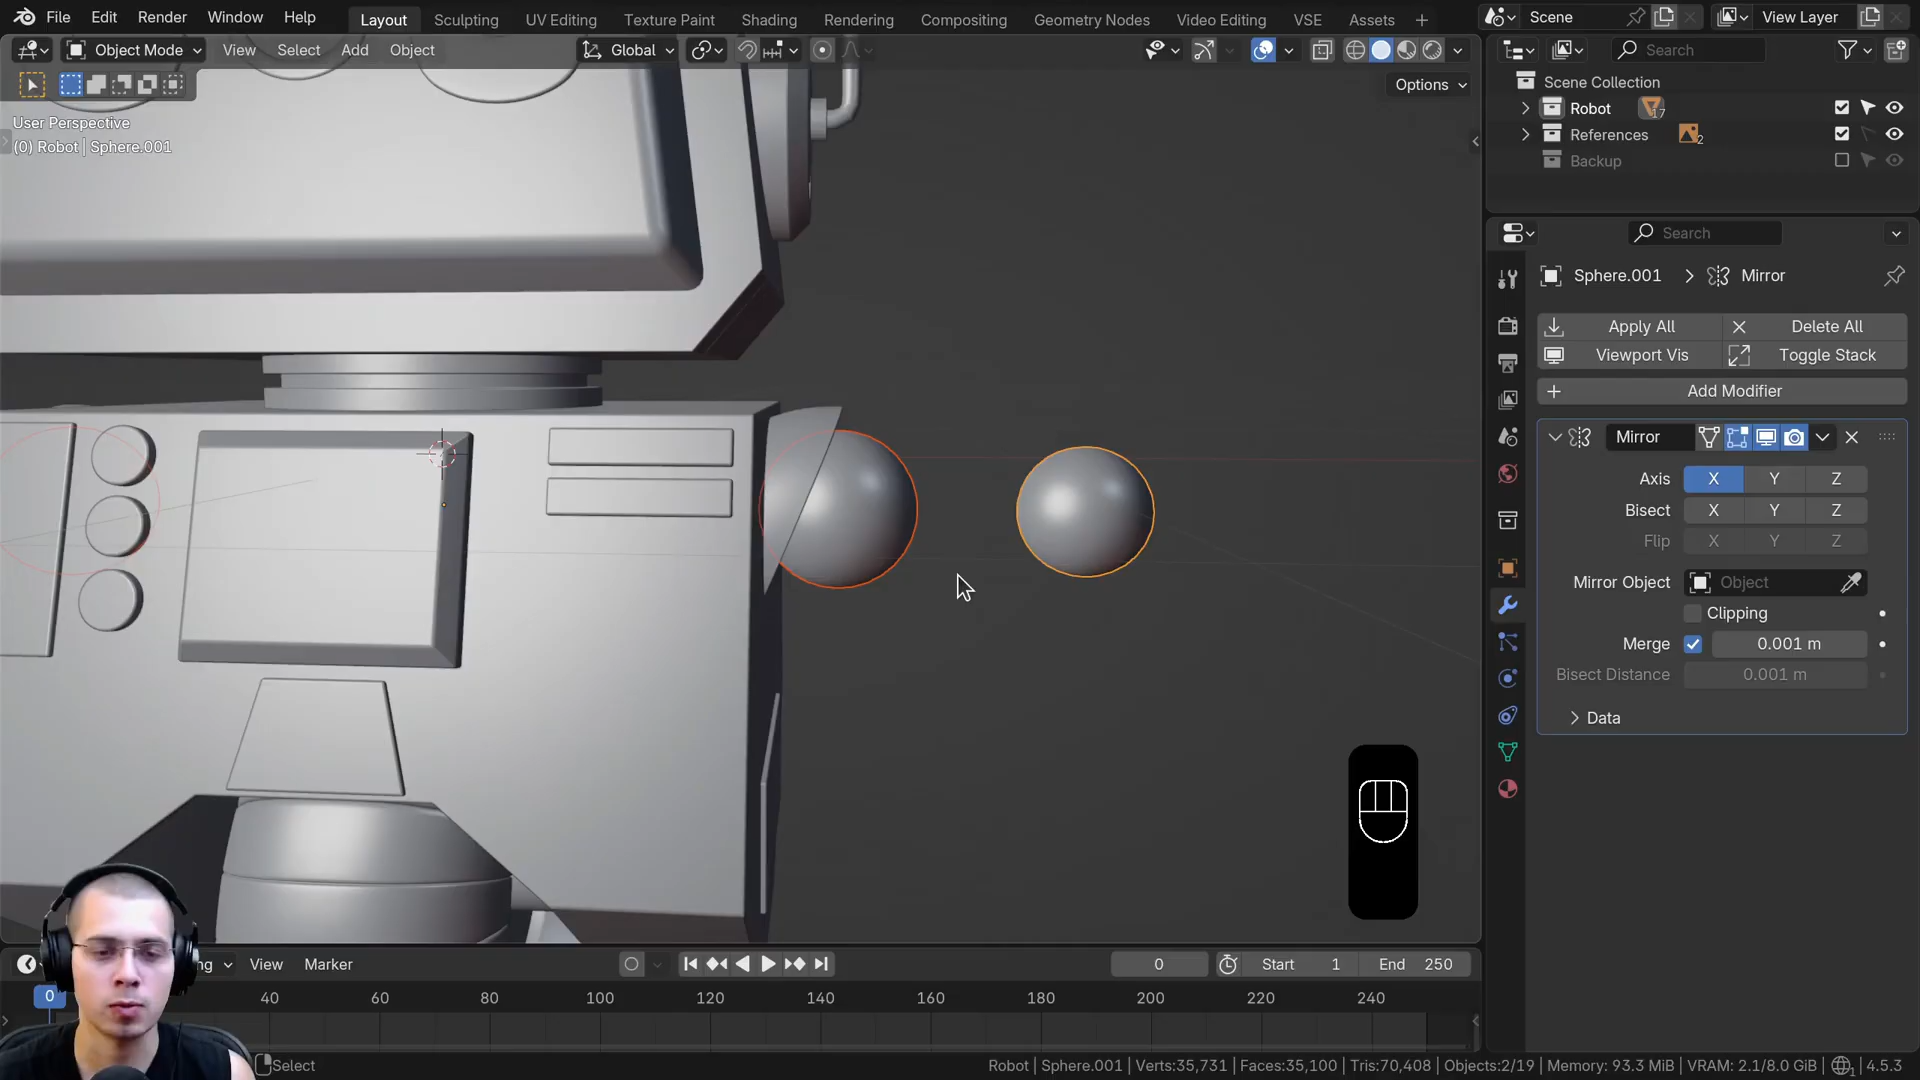 File Edit Render Window Help Layout Sculpting UV Editing Texture Paint Shading Rendering Compositing Geometry Nodes Video Editing VSE Assets + Scene View Layer
Object Mode View Select Add Object Global Search
Options
User Perspective
(0) Robot | Sphere.001
Scene Collection
Robot 17
References 2
Backup
Search
Sphere.001 > Mirror
Apply All Delete All
Viewport Vis Toggle Stack
+ Add Modifier
Mirror
Axis X Y Z
Bisect X Y Z
Flip X Y Z
Mirror Object Object
Clipping
Merge 0.001 m
Bisect Distance 0.001 m
> Data
ng View Marker 0 Start 1 End 250
0 40 60 80 100 120 140 160 180 200 220 240
Select Robot | Sphere.001 | Verts:35,731 | Faces:35,100 | Tris:70,408 | Objects:2/19 | Memory: 93.3 MiB | VRAM: 2.1/8.0 GiB | 1 | 4.5.3